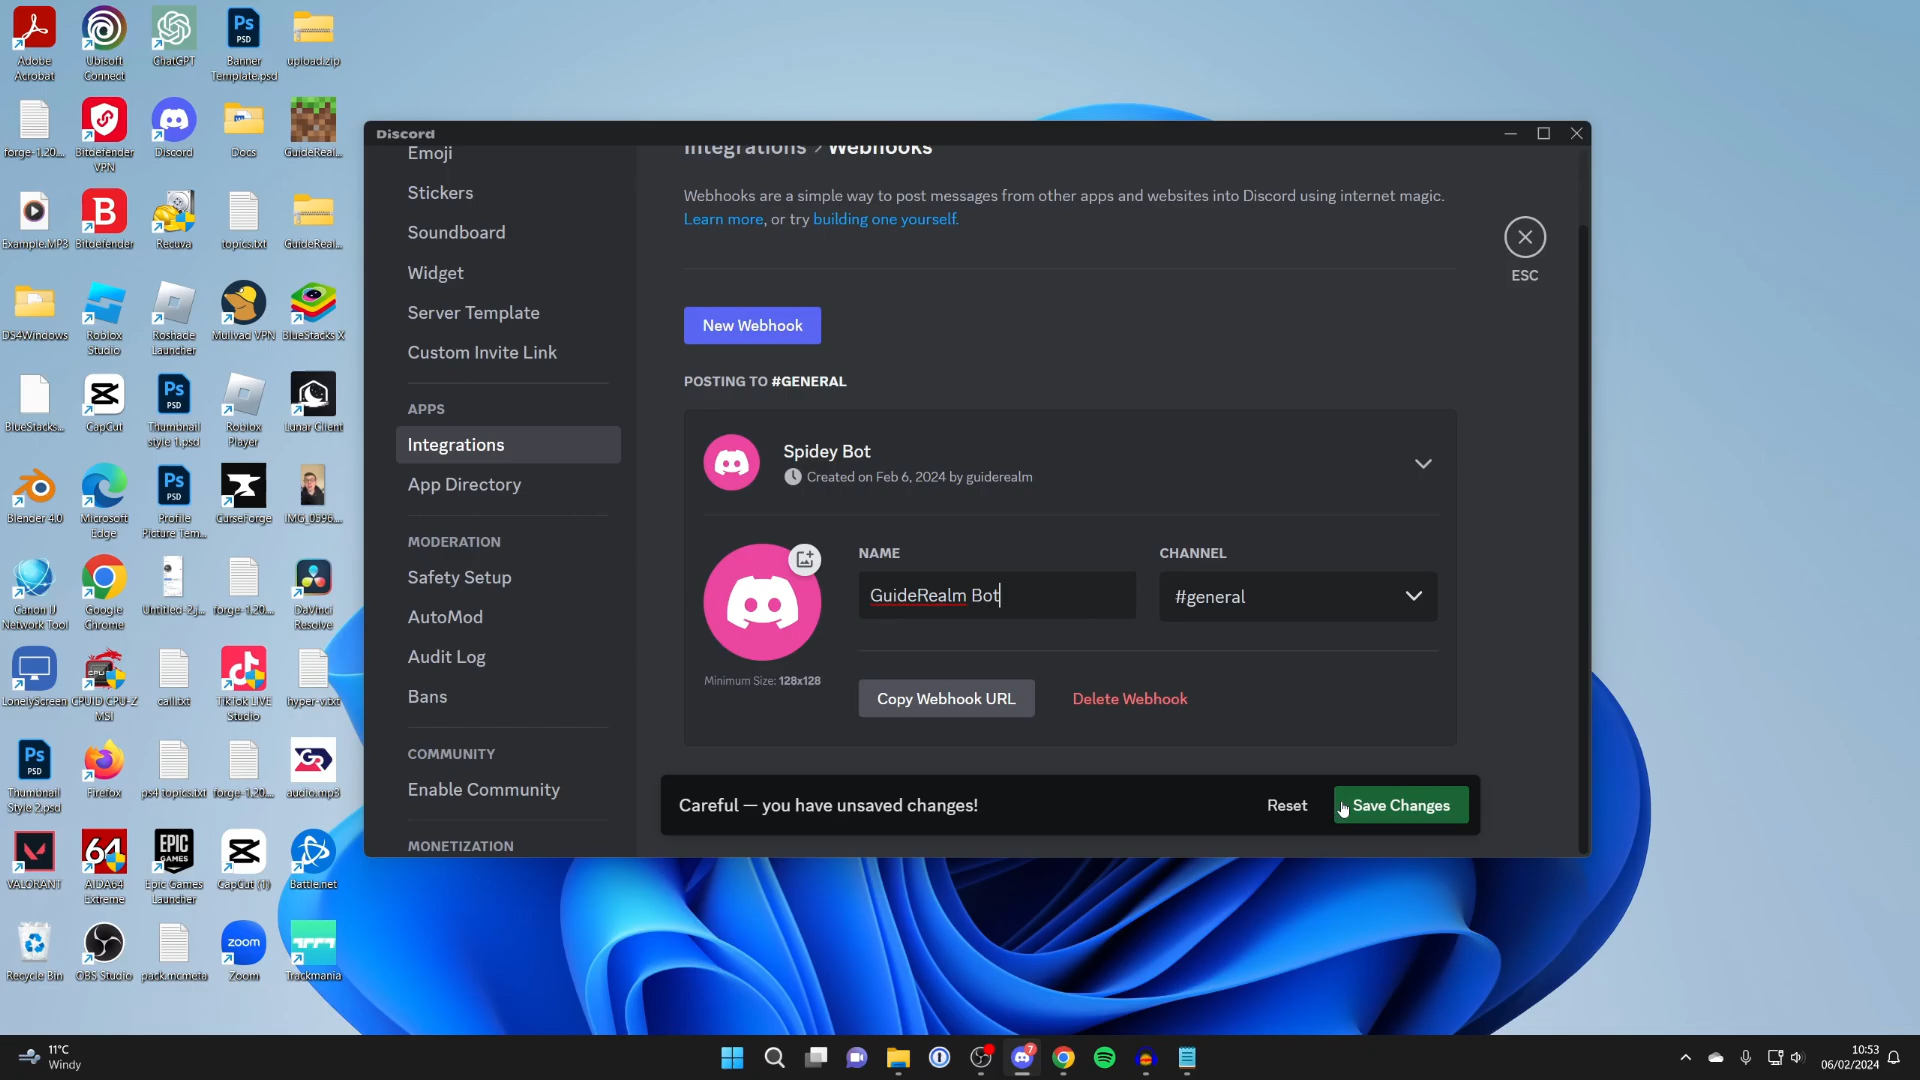 Adobe Acrobat
Ubisoft Connect
ChatGPT
Banner Template.psd
upload.zip
forge-1.20...
Bitdefender VPN
Discord
Docs
GuideReal...
Example.MP3
Bitdefender
Recuva
topics.txt
GuideReal...
DS4Windows
Roblox Studio
Roshade Launcher
Mullvad VPN
BlueStacks X
BlueStacks...
CapCut
Thumbnail style 1.psd
Roblox Player
Lunar Client
Blender 4.0
Microsoft Edge
Profile Picture Tem...
CurseForge
IMG_0596...
Canon IJ Network Tool
Google Chrome
Untitled-2.j...
forge-1.20...
DaVinci Resolve
LonelyScreen
CPUID CPU-Z MSI
call.txt
TikTok LIVE Studio
hyper-v.txt
Thumbnail Style 2.psd
Firefox
ps4 topics.txt
forge-1.20...
audio.mp3
VALORANT
AIDA64 Extreme
Epic Games Launcher
CapCut (1)
Battle.net
Recycle Bin
OBS Studio
pack.mcmeta
Zoom
Trackmania
Discord
Emoji
Stickers
Soundboard
Widget
Server Template
Custom Invite Link
APPS
Integrations
App Directory
MODERATION
Safety Setup
AutoMod
Audit Log
Bans
COMMUNITY
Enable Community
MONETIZATION
Integrations > Webhooks
Webhooks are a simple way to post messages from other apps and websites into Discord using internet magic.
Learn more, or try building one yourself.
ESC
New Webhook
POSTING TO #GENERAL
Spidey Bot
Created on Feb 6, 2024 by guiderealm
NAME
CHANNEL
GuideRealm Bot
#general
Minimum Size: 128x128
Copy Webhook URL
Delete Webhook
Careful — you have unsaved changes!
Reset
Save Changes
11°C
Windy
10:53
06/02/2024